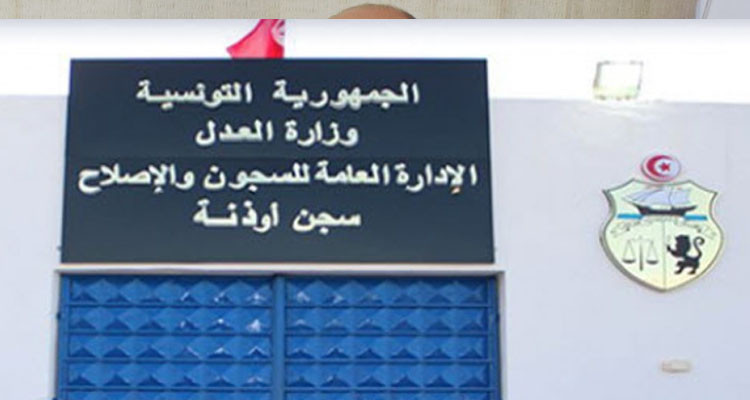 الجمهورية التونسية
وزارة العدل
الإدارة العامة للسجون والإصلاح
سجن أوذنة